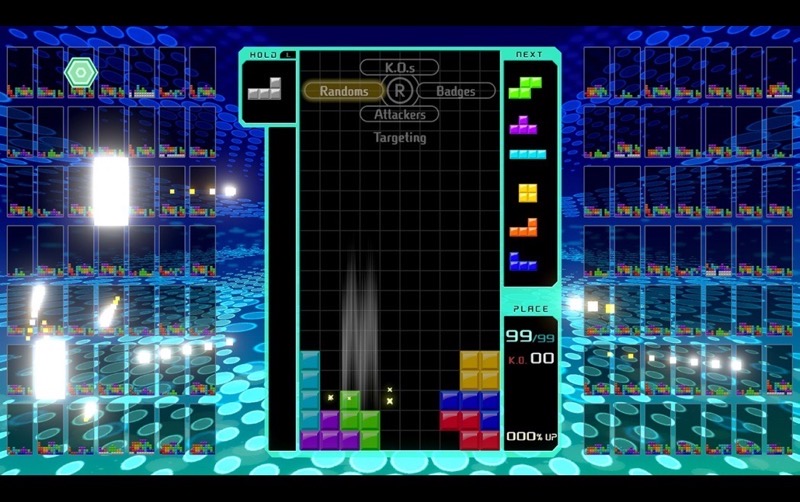 HOLD L
K.O.s
Randoms R Badges
Attackers
Targeting
NEXT
PLACE
99/99
K.O. 00
000% UP